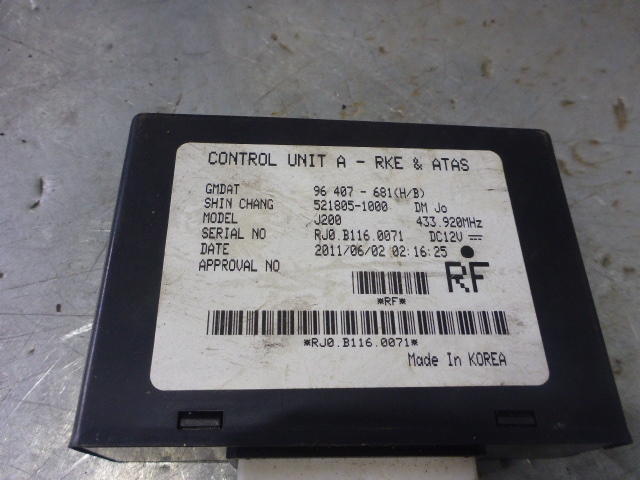 CONTROL UNIT A - RKE & ATAS
GMDAT 96 407 - 681(H/B)
SHIN CHANG 521805-1000 DM Jo
MODEL J200 433.920MHz
SERIAL NO RJ0.B116.0071 DC12V
DATE 2011/06/02 02:16:25
APPROVAL NO
RF
*RF*
*RJ0.B116.0071*
Made In KOREA